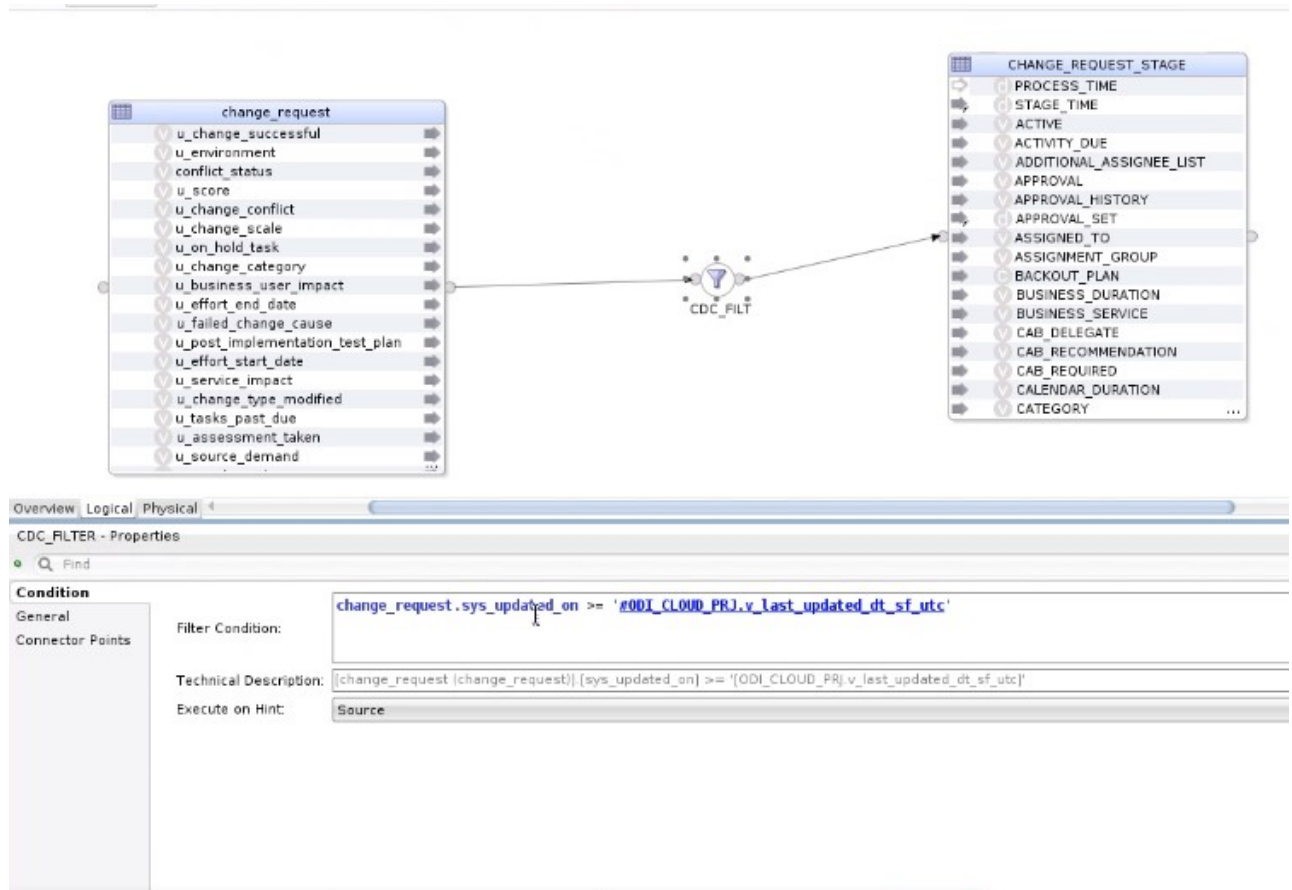 change_request
u_change_successful
u_environment
conflict_status
u_score
u_change_conflict
u_change_scale
u_on_hold_task
u_change_category
u_business_user_impact
u_effort_end_date
u_failed_change_cause
u_post_implementation_test_plan
u_effort_start_date
u_service_impact
u_change_type_modified
u_tasks_past_due
u_assessment_taken
u_source_demand
CDC_FILT
CHANGE_REQUEST_STAGE
PROCESS_TIME
STAGE_TIME
ACTIVE
ACTIVITY_DUE
ADDITIONAL_ASSIGNEE_LIST
APPROVAL
APPROVAL_HISTORY
APPROVAL_SET
ASSIGNED_TO
ASSIGNMENT_GROUP
BACKOUT_PLAN
BUSINESS_DURATION
BUSINESS_SERVICE
CAB_DELEGATE
CAB_RECOMMENDATION
CAB_REQUIRED
CALENDAR_DURATION
CATEGORY ...
Overview Logical Physical
CDC_FILTER - Properties
Find
Condition
General
Connector Points
Filter Condition:
change_request.sys_updated_on >= '#ODI_CLOUD_PRJ.v_last_updated_dt_sf_utc'
Technical Description: [change_request (change_request)].[sys_updated_on] >= '[ODI_CLOUD_PRJ.v_last_updated_dt_sf_utc]'
Execute on Hint: Source